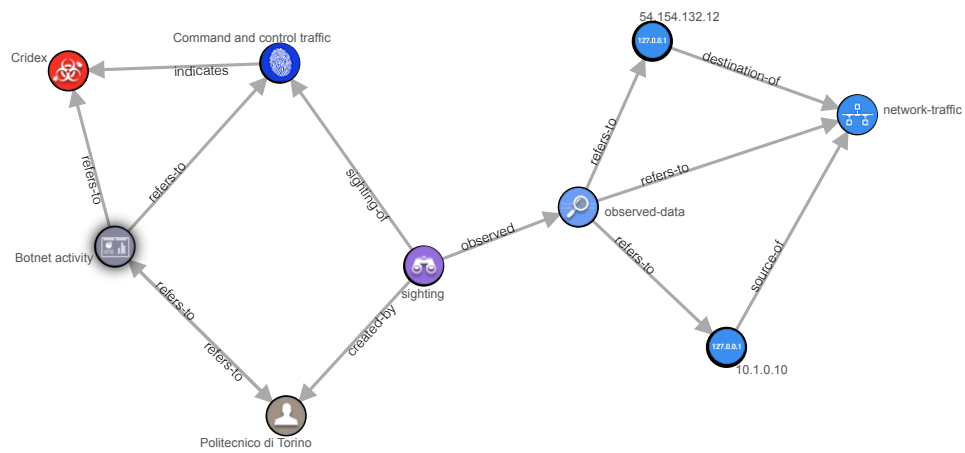 54.154.132.12
Command and control traffic
127.0.0.1
Cridex
indicates
destination-of
network-traffic
refers-to
refers-to
refers-to
refers-to
sighting-of
observed-data
observed
refers-to
source-of
Botnet activity
sighting
refers-to
created-by
127.0.0.1
refers-to
10.1.0.10
Politecnico di Torino